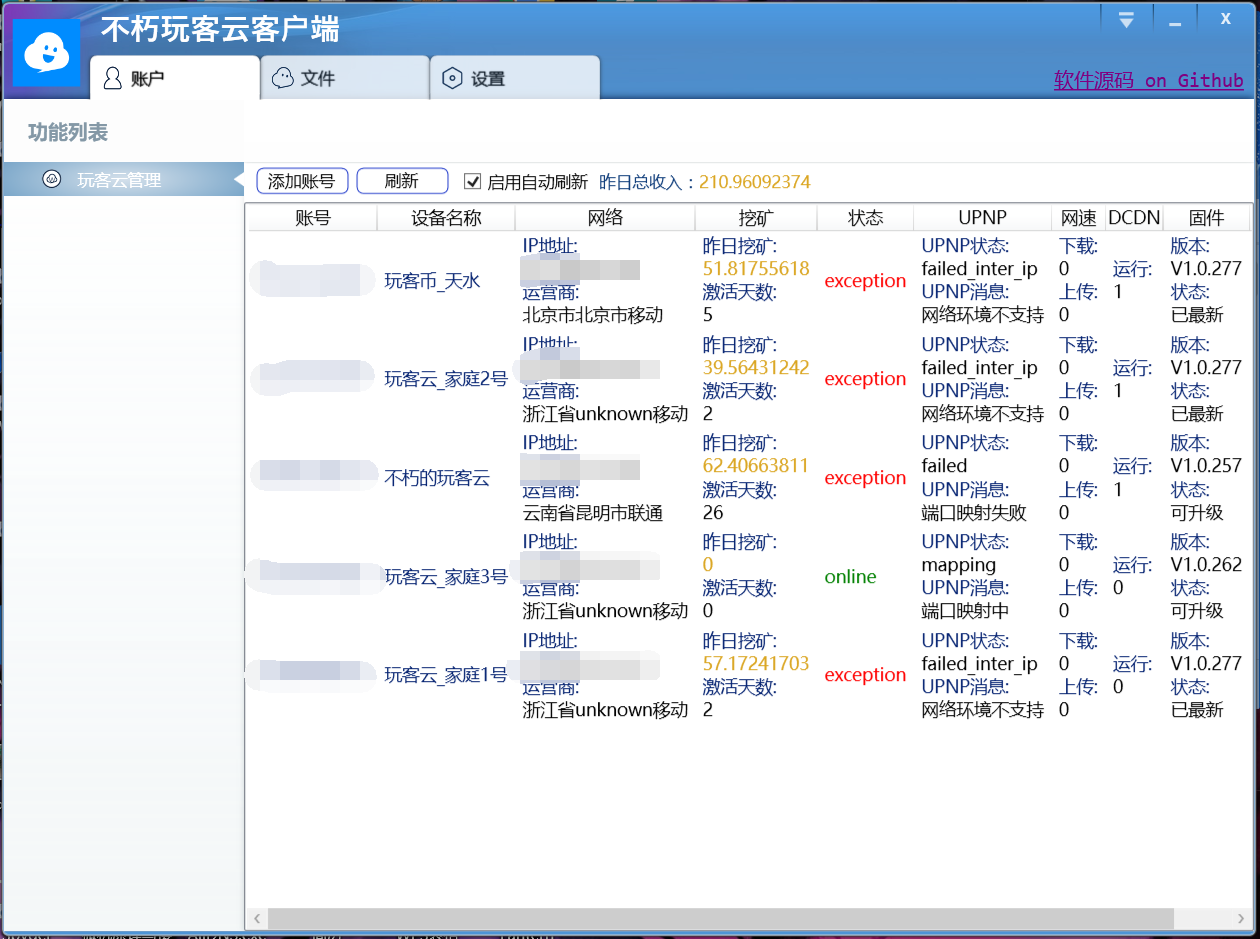 不朽玩客云客户端
账户
文件
设置
软件源码 on Github
功能列表
玩客云管理
添加账号
刷新
启用自动刷新
昨日总收入：210.96092374
账号 设备名称 网络 挖矿 状态 UPNP 网速 DCDN 固件
IP地址: 昨日挖矿: UPNP状态: 下载: 版本:
51.81755618 failed_inter_ip 0 运行: V1.0.277
玩客币_天水 exception
运营商: 激活天数: UPNP消息: 上传: 1 状态:
北京市北京市移动 5 网络环境不支持 0 已最新
IP地址: 昨日挖矿: UPNP状态: 下载: 版本:
39.56431242 failed_inter_ip 0 运行: V1.0.277
玩客云_家庭2号 exception
运营商: 激活天数: UPNP消息: 上传: 1 状态:
浙江省unknown移动 2 网络环境不支持 0 已最新
IP地址: 昨日挖矿: UPNP状态: 下载: 版本:
62.40663811 failed 0 运行: V1.0.257
不朽的玩客云 exception
运营商: 激活天数: UPNP消息: 上传: 1 状态:
云南省昆明市联通 26 端口映射失败 0 可升级
IP地址: 昨日挖矿: UPNP状态: 下载: 版本:
0 mapping 0 运行: V1.0.262
玩客云_家庭3号 online
运营商: 激活天数: UPNP消息: 上传: 0 状态:
浙江省unknown移动 0 端口映射中 0 可升级
IP地址: 昨日挖矿: UPNP状态: 下载: 版本:
57.17241703 failed_inter_ip 0 运行: V1.0.277
玩客云_家庭1号 exception
运营商: 激活天数: UPNP消息: 上传: 0 状态:
浙江省unknown移动 2 网络环境不支持 0 已最新